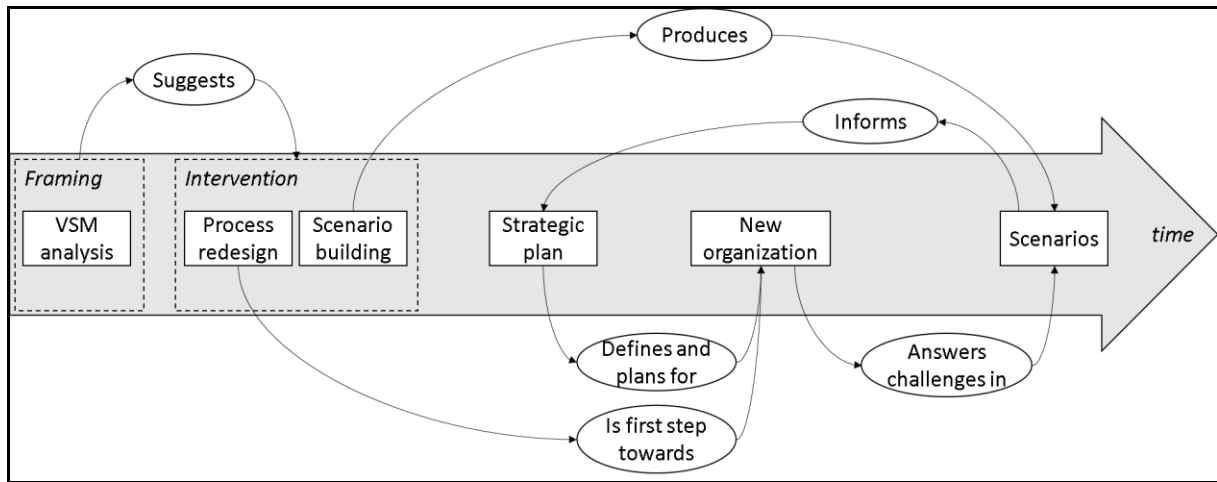 Produces
Suggests
Informs
Framing
Intervention
VSM
analysis
Process
redesign
Scenario
building
Strategic
plan
New
organization
Scenarios
time
Defines and
plans for
Answers
challenges in
Is first step
towards